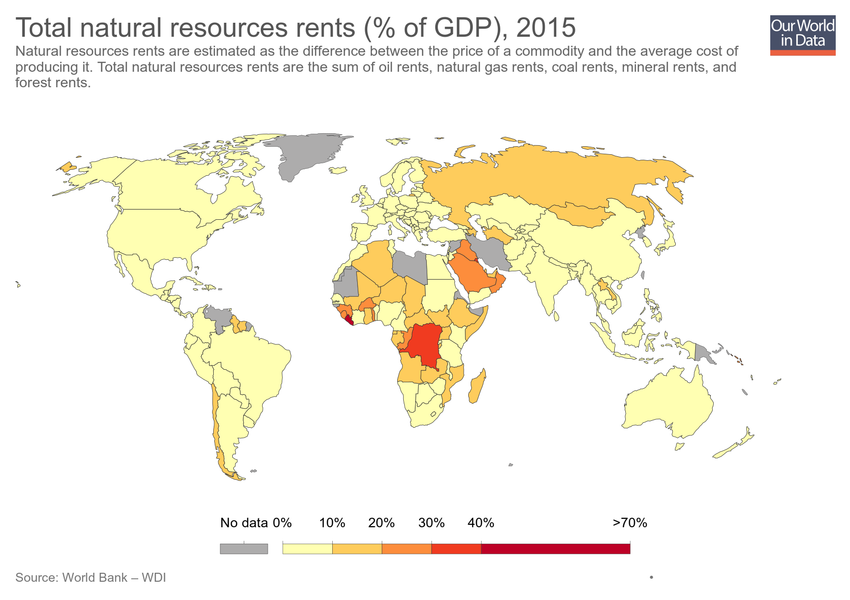 Total natural resources rents (% of GDP), 2015
Our World
in Data
Natural resources rents are estimated as the difference between the price of a commodity and the average cost of
producing it. Total natural resources rents are the sum of oil rents, natural gas rents, coal rents, mineral rents, and
forest rents.
No data 0% 10% 20% 30% 40% >70%
Source: World Bank – WDI